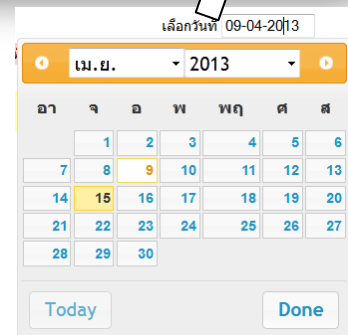 เลือกวันที่ 09-04-2013
เม.ย. 2013
อา จ อ พ พฤ ศ ส
1 2 3 4 5 6
7 8 9 10 11 12 13
14 15 16 17 18 19 20
21 22 23 24 25 26 27
28 29 30
Today Done